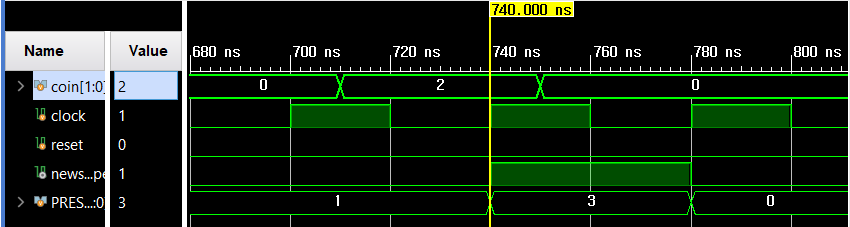 740.000 ns
Name Value 680 ns 700 ns 720 ns 740 ns 760 ns 780 ns 800 ns
coin[1:0] 2 0 2 0
clock 1
reset 0
news...pe 1
PRES...:0 3 1 3 0